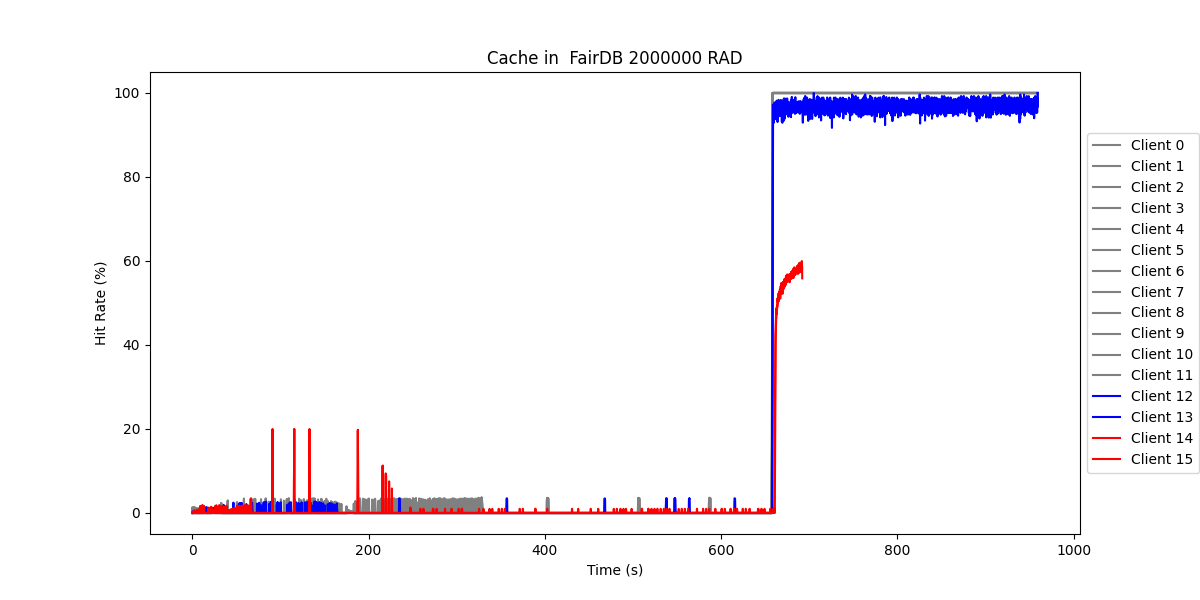 Cache in  FairDB 2000000 RAD
Hit Rate (%)
100
80
60
40
20
0
0 200 400 600 800 1000
Time (s)
Client 0
Client 1
Client 2
Client 3
Client 4
Client 5
Client 6
Client 7
Client 8
Client 9
Client 10
Client 11
Client 12
Client 13
Client 14
Client 15